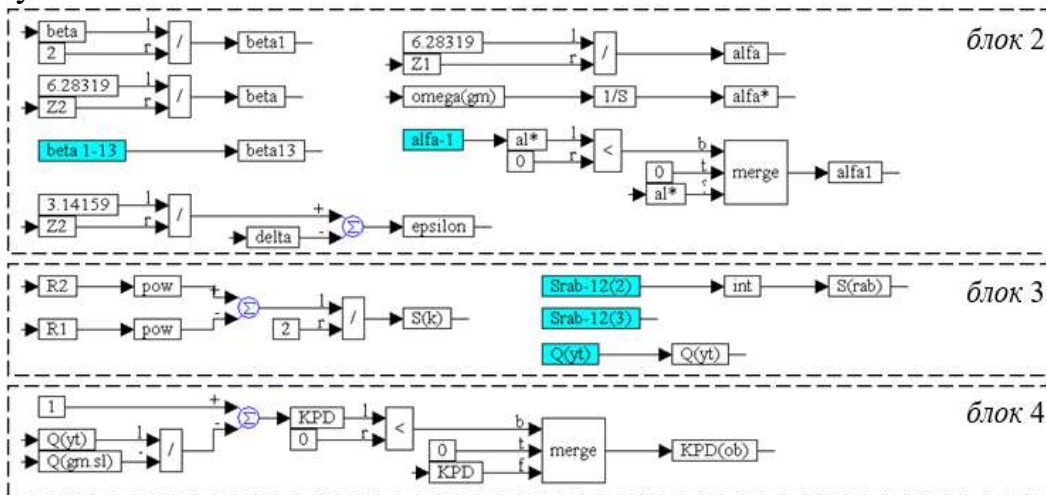 beta l / beta1 6.28319 l / alfa блок 2
2 r Z1 r
6.28319 l / beta omega(gm) 1/S alfa*
Z2 r
beta 1-13 beta13 alfa-1 al* l < b merge alfa1
0 r 0 t
al*
3.14159 l / + Σ epsilon
Z2 r delta -
R2 pow + Σ l / S(k) Srab-12(2) int S(rab) блок 3
R1 pow - 2 r Srab-12(3)
Q(yt) Q(yt)
1 + Σ KPD l < b merge KPD(ob) блок 4
Q(yt) l / - 0 r 0 t
Q(gm.sl) KPD f